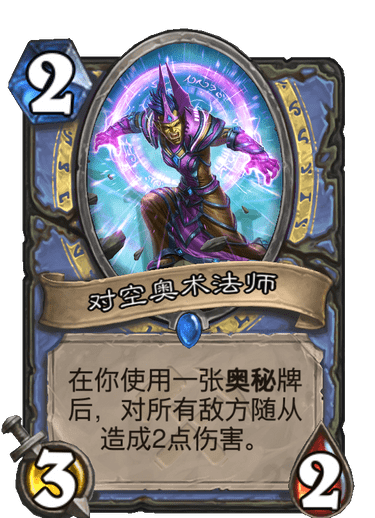 2
对空奥术法师
在你使用一张奥秘牌
后，对所有敌方随从
造成2点伤害。
3
2